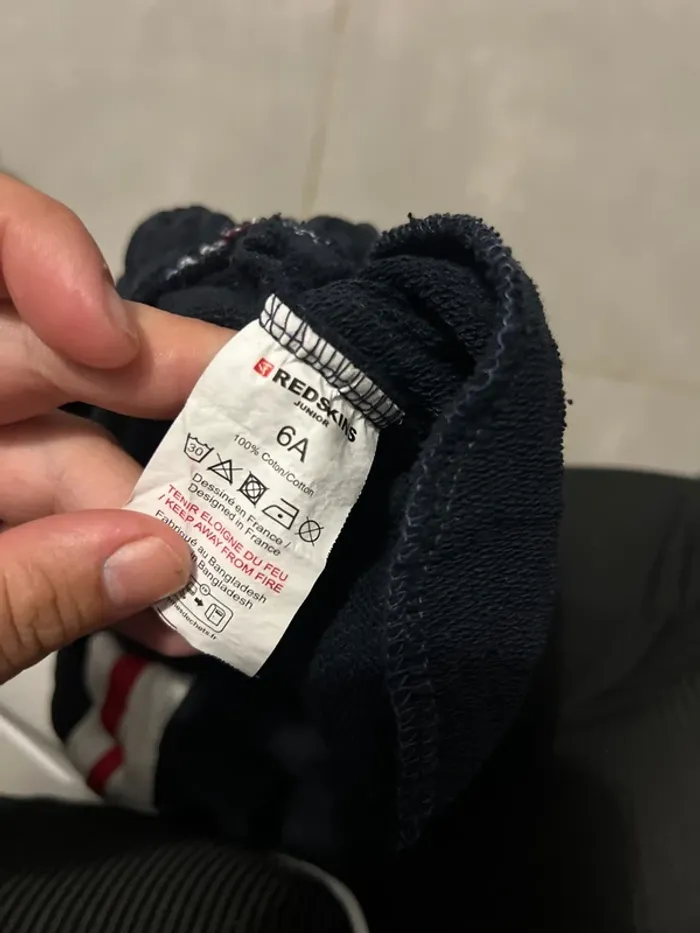 REDSKINS
JUNIOR
6A
100% Coton/Cotton
30
Dessiné en France /
Designed in France
TENIR ELOIGNE DU FEU
/ KEEP AWAY FROM FIRE
Fabriqué au Bangladesh
Bangladesh